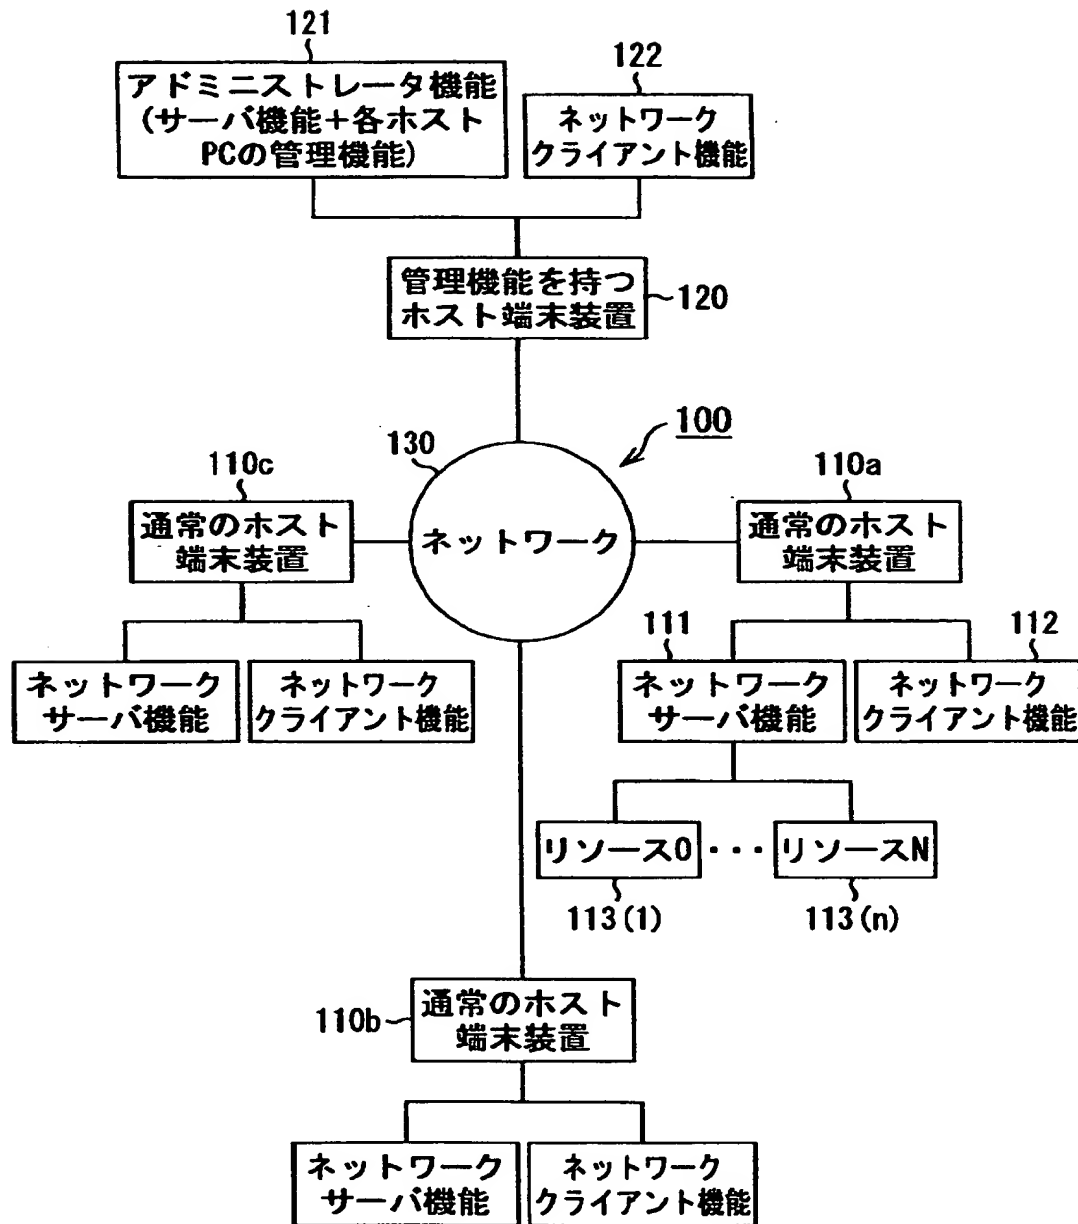 121
アドミニストレータ機能
(サーバ機能+各ホスト
PCの管理機能)
122
ネットワーク
クライアント機能
管理機能を持つ
ホスト端末装置
120
100
130
ネットワーク
110c
通常のホスト
端末装置
ネットワーク
サーバ機能
ネットワーク
クライアント機能
110a
通常のホスト
端末装置
111
ネットワーク
サーバ機能
112
ネットワーク
クライアント機能
リソース0
・・・
リソースN
113(1)
113(n)
110b
通常のホスト
端末装置
ネットワーク
サーバ機能
ネットワーク
クライアント機能